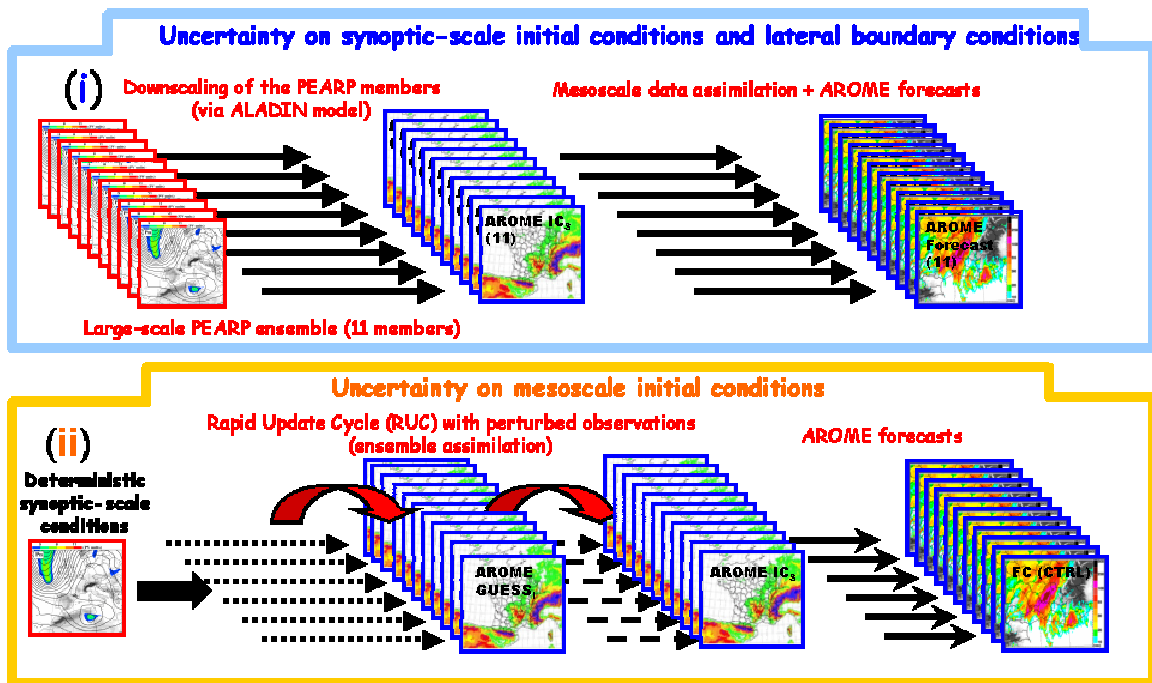 Uncertainty on synoptic-scale initial conditions and lateral boundary conditions
(i)
Downscaling of the PEARP members
(via ALADIN model)
Mesoscale data assimilation + AROME forecasts
AROME ICs
(11)
AROME
Forecast
(11)
Large-scale PEARP ensemble (11 members)
Uncertainty on mesoscale initial conditions
(ii)
Rapid Update Cycle (RUC) with perturbed observations
(ensemble assimilation)
AROME forecasts
Deterministic
synoptic-scale
conditions
AROME
GUESSi
AROME ICs
FC (CTRL)